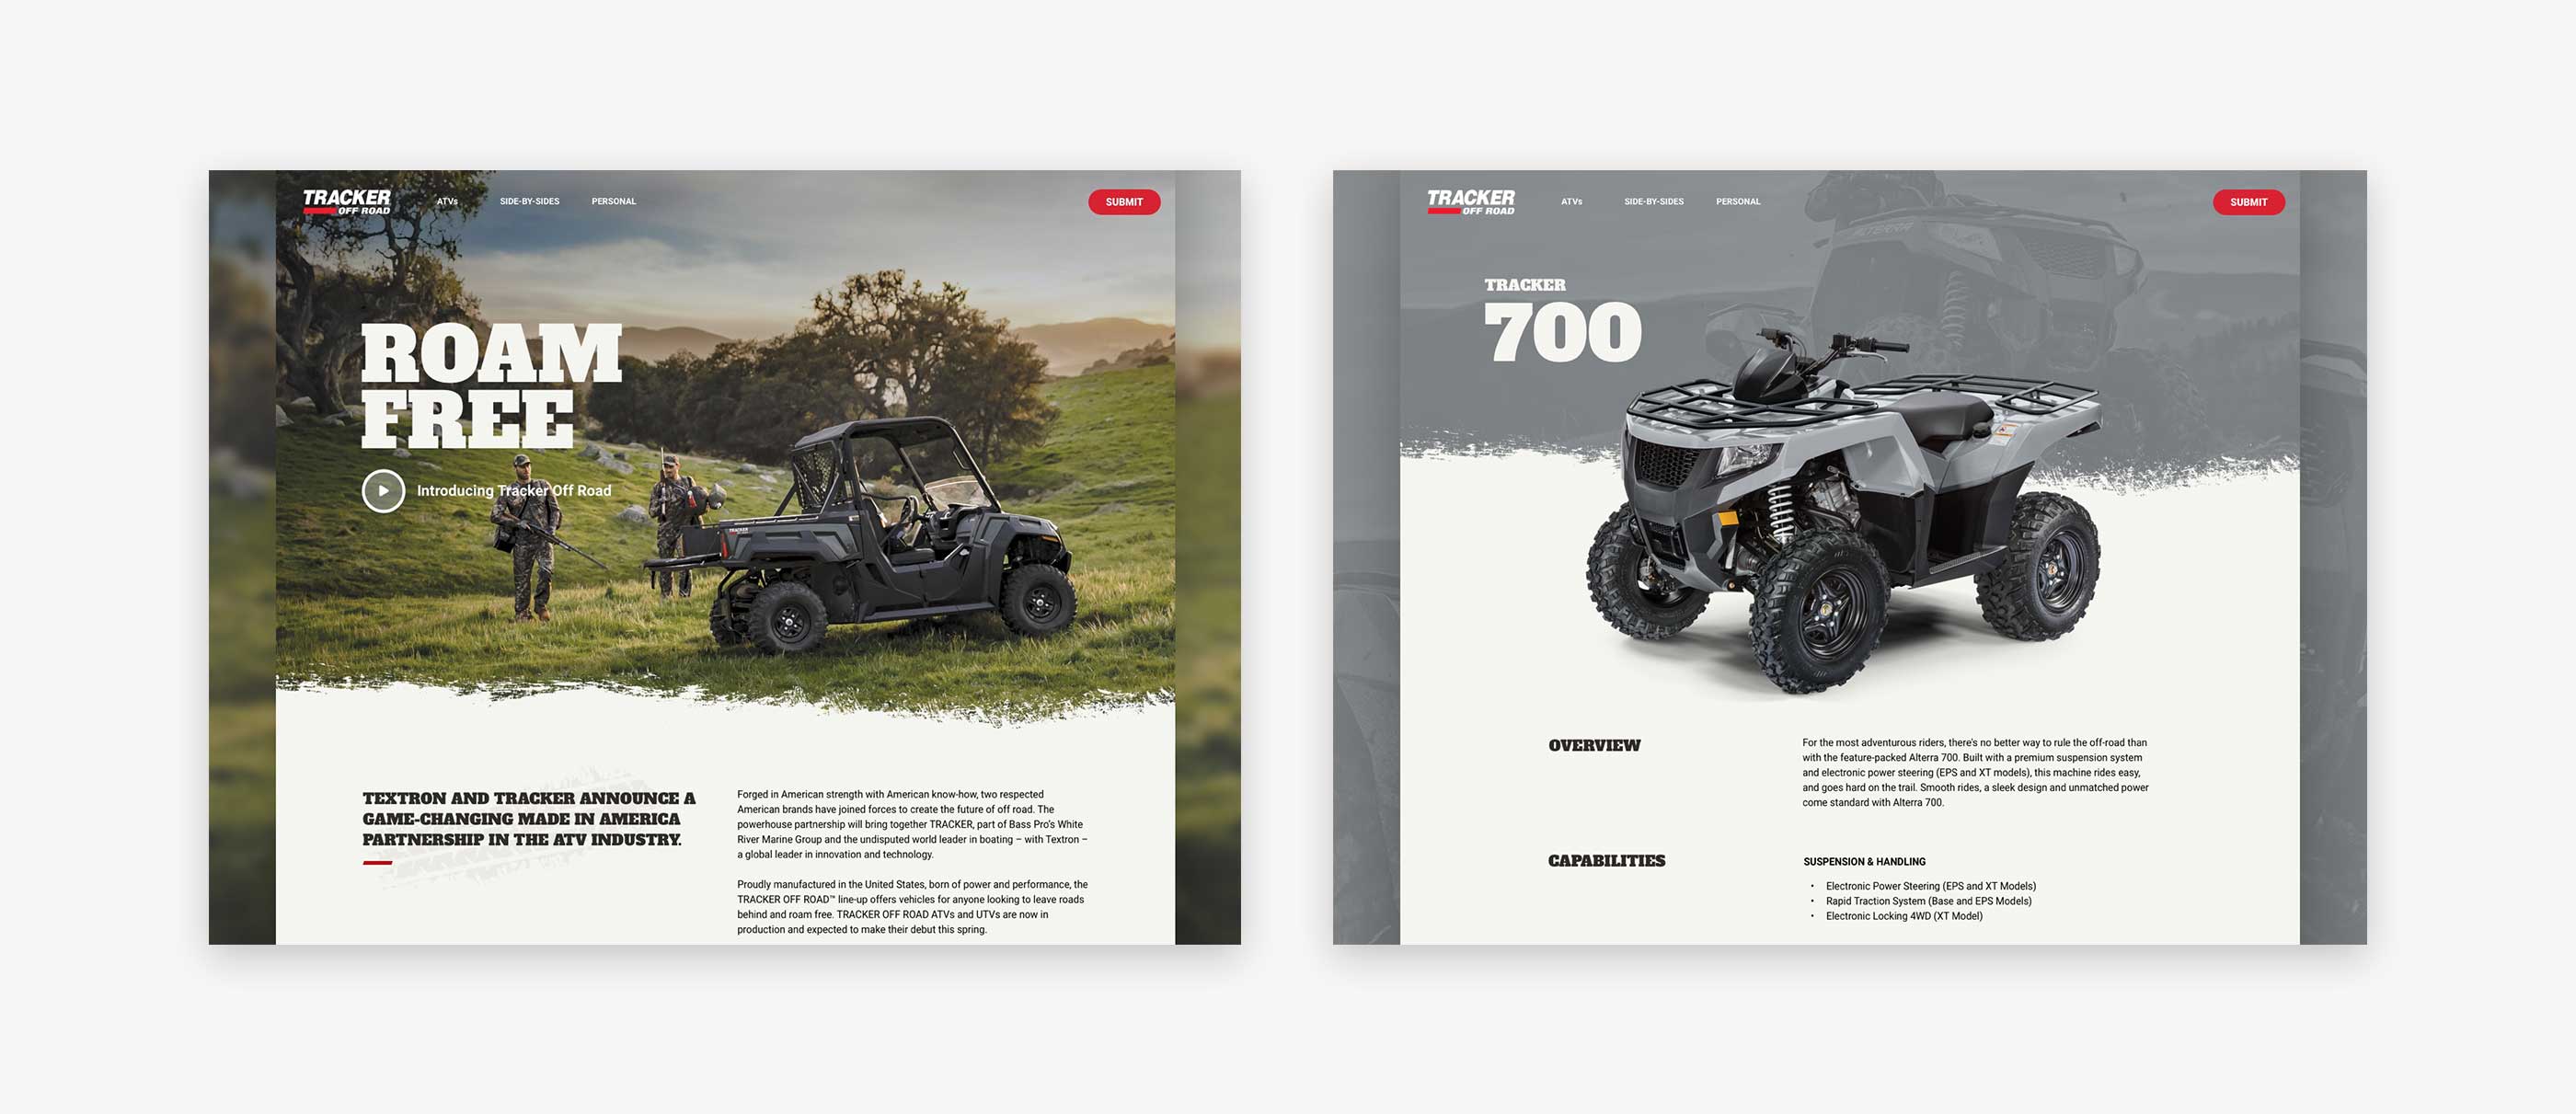 TRACKER
OFF ROAD
ATVs
SIDE-BY-SIDES
PERSONAL
SUBMIT
ROAM
FREE
Introducing Tracker Off Road
TEXTRON AND TRACKER ANNOUNCE A
GAME-CHANGING MADE IN AMERICA
PARTNERSHIP IN THE ATV INDUSTRY.
Forged in American strength with American know-how, two respected
American brands have joined forces to create the future of off road. The
powerhouse partnership will bring together TRACKER, part of Bass Pro's White
River Marine Group and the undisputed world leader in boating – with Textron –
a global leader in innovation and technology.
Proudly manufactured in the United States, born of power and performance, the
TRACKER OFF ROAD™ line-up offers vehicles for anyone looking to leave roads
behind and roam free. TRACKER OFF ROAD ATVs and UTVs are now in
production and expected to make their debut this spring.
TRACKER
OFF ROAD
ATVs
SIDE-BY-SIDES
PERSONAL
SUBMIT
ALTERRA
TRACKER
700
OVERVIEW
For the most adventurous riders, there's no better way to rule the off-road than
with the feature-packed Alterra 700. Built with a premium suspension system
and electronic power steering (EPS and XT models), this machine rides easy,
and goes hard on the trail. Smooth rides, a sleek design and unmatched power
come standard with Alterra 700.
CAPABILITIES
SUSPENSION & HANDLING
• Electronic Power Steering (EPS and XT Models)
• Rapid Traction System (Base and EPS Models)
• Electronic Locking 4WD (XT Model)